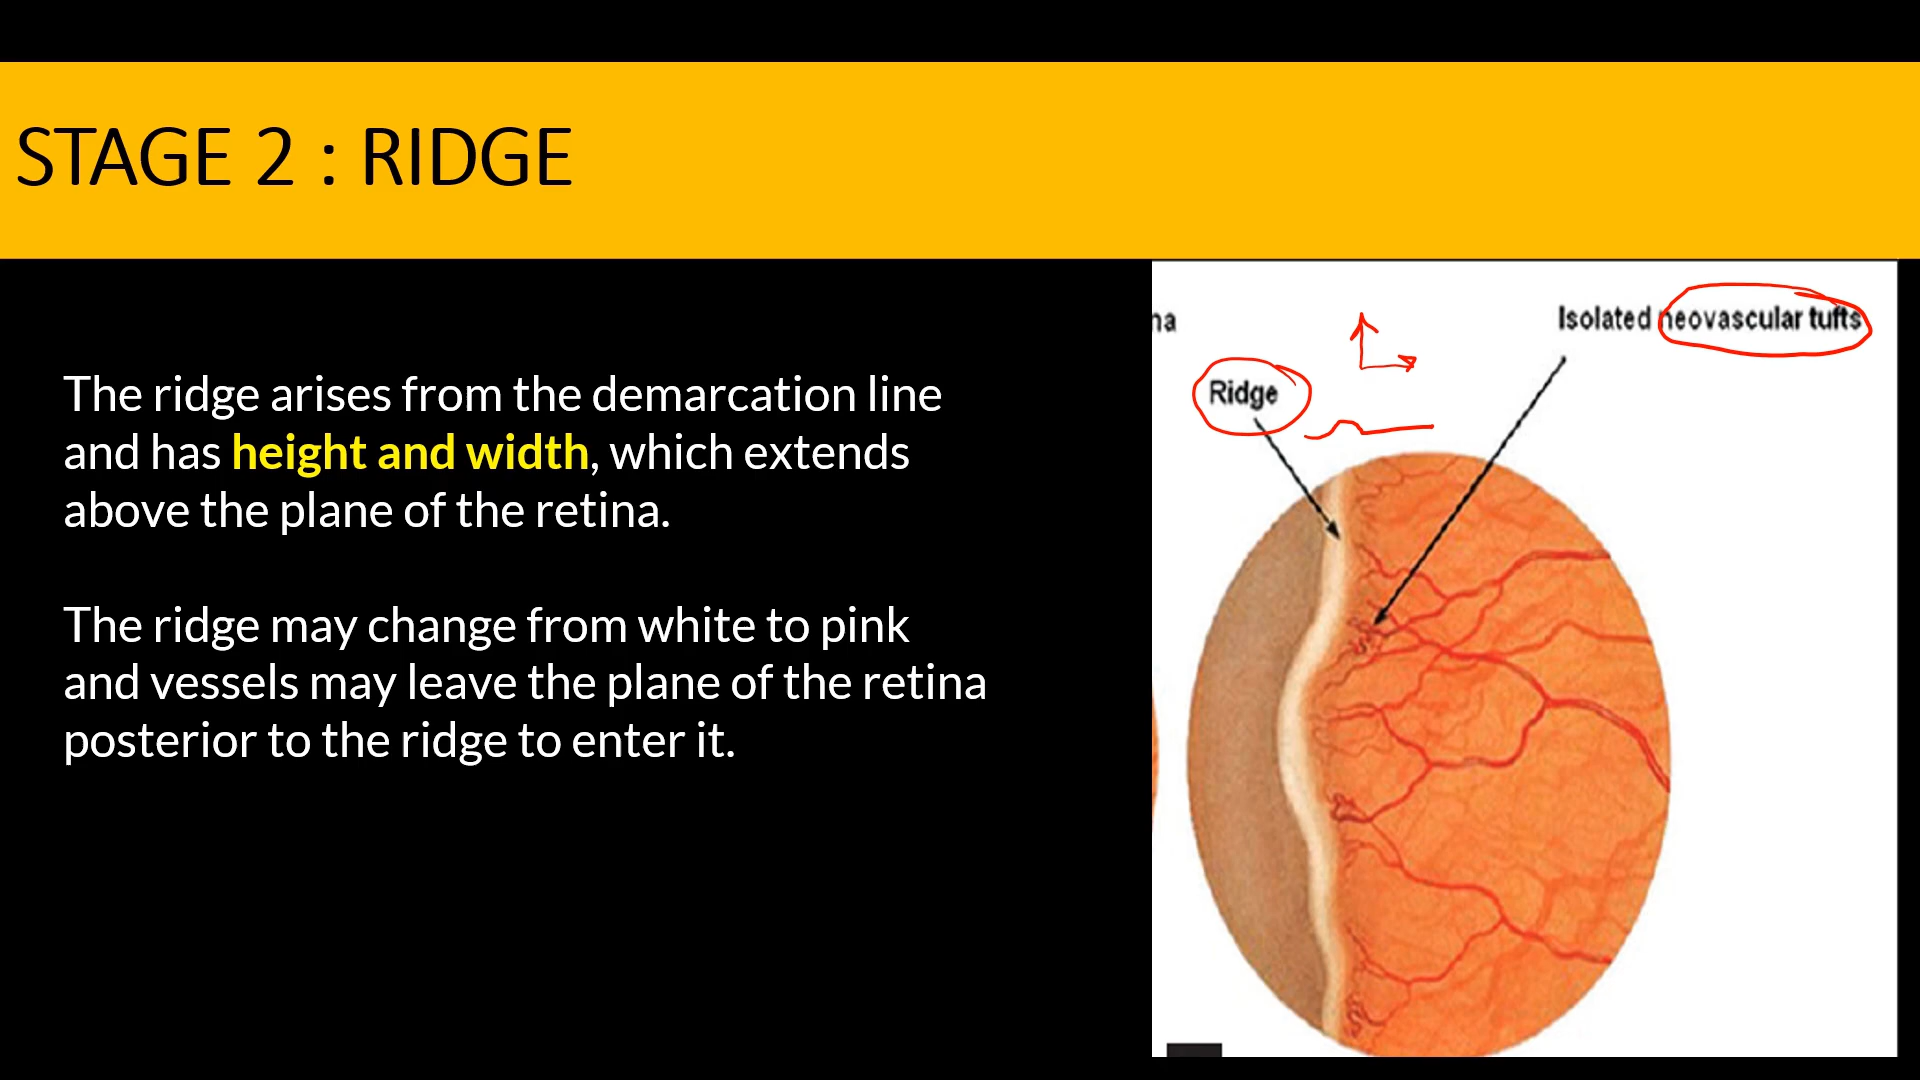 STAGE 2 : RIDGE
The ridge arises from the demarcation line
and has height and width, which extends
above the plane of the retina.
The ridge may change from white to pink
and vessels may leave the plane of the retina
posterior to the ridge to enter it.
na
Isolated neovascular tufts
Ridge